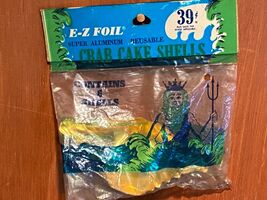 E-Z FOIL®
39¢
SUPER ALUMINUM REUSABLE
CRAB CAKE SHELLS
CONTAINS
6
SHELLS